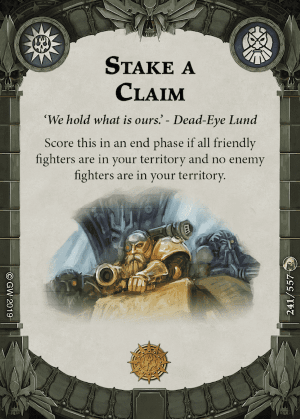 STAKE A
CLAIM
‘We hold what is ours.’ - Dead-Eye Lund
Score this in an end phase if all friendly
fighters are in your territory and no enemy
fighters are in your territory.
© GW 2019
241/557